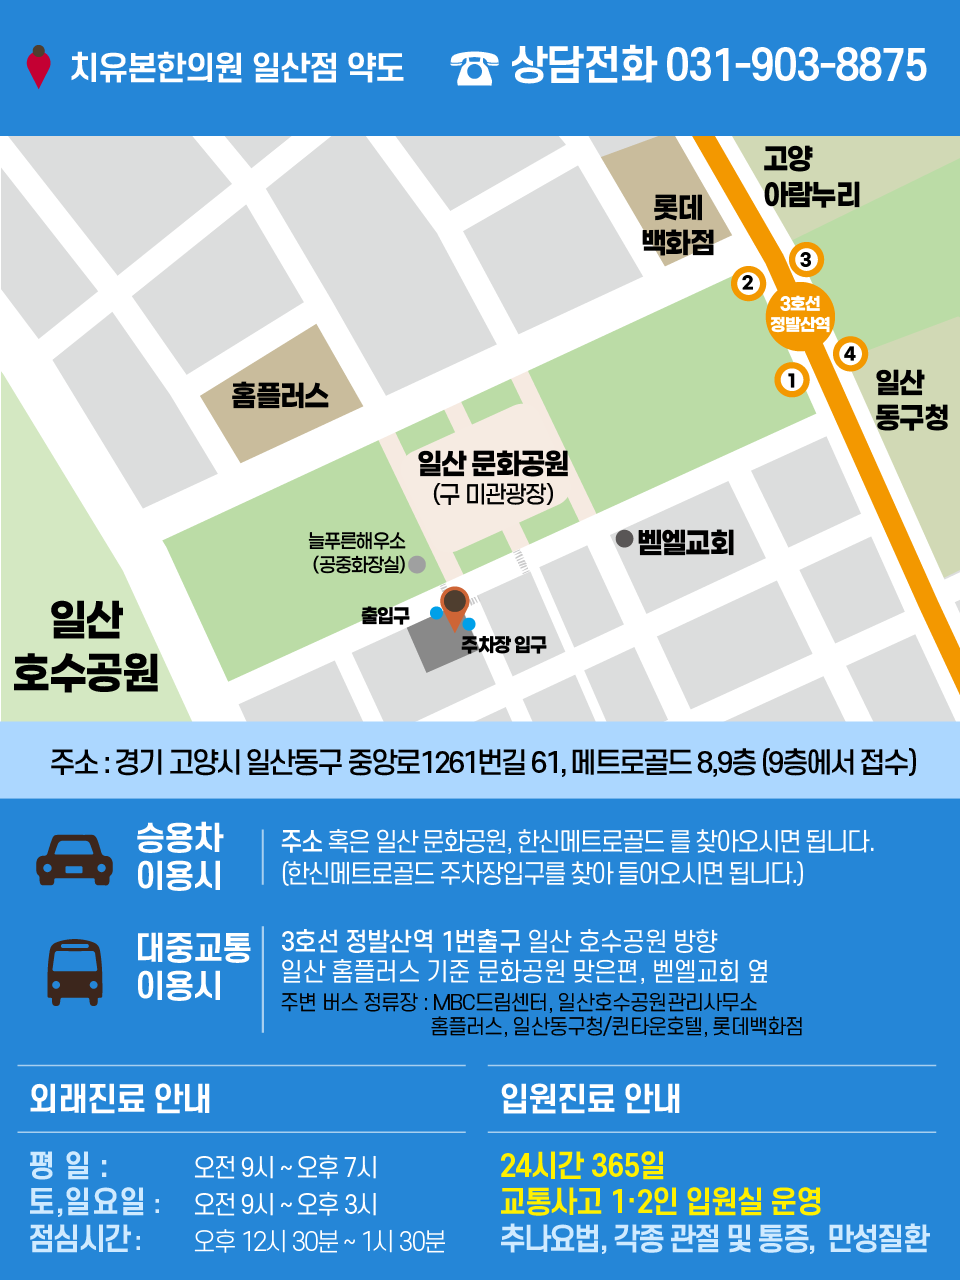 치유본한의원 일산점 약도
상담전화 031-903-8875
고양
아람누리
롯데
백화점
3
2
3호선
정발산역
4
1
일산
동구청
홈플러스
일산 문화공원
(구 미관광장)
벧엘교회
늘푸른해우소
(공중화장실)
출입구
주차장 입구
일산
호수공원
주소 : 경기 고양시 일산동구 중앙로1261번길 61, 메트로골드 8,9층 (9층에서 접수)
승용차
이용시
주소 혹은 일산 문화공원, 한신메트로골드 를 찾아오시면 됩니다.
(한신메트로골드 주차장입구를 찾아 들어오시면 됩니다.)
대중교통
이용시
3호선 정발산역 1번출구 일산 호수공원 방향
일산 홈플러스 기준 문화공원 맞은편, 벧엘교회 옆
주변 버스 정류장 : MBC드림센터, 일산호수공원관리사무소
홈플러스, 일산동구청/퀸타운호텔, 롯데백화점
외래진료 안내
평 일 : 오전 9시 ~ 오후 7시
토,일요일 : 오전 9시 ~ 오후 3시
점심시간 : 오후 12시 30분 ~ 1시 30분
입원진료 안내
24시간 365일
교통사고 1·2인 입원실 운영
추나요법, 각종 관절 및 통증, 만성질환